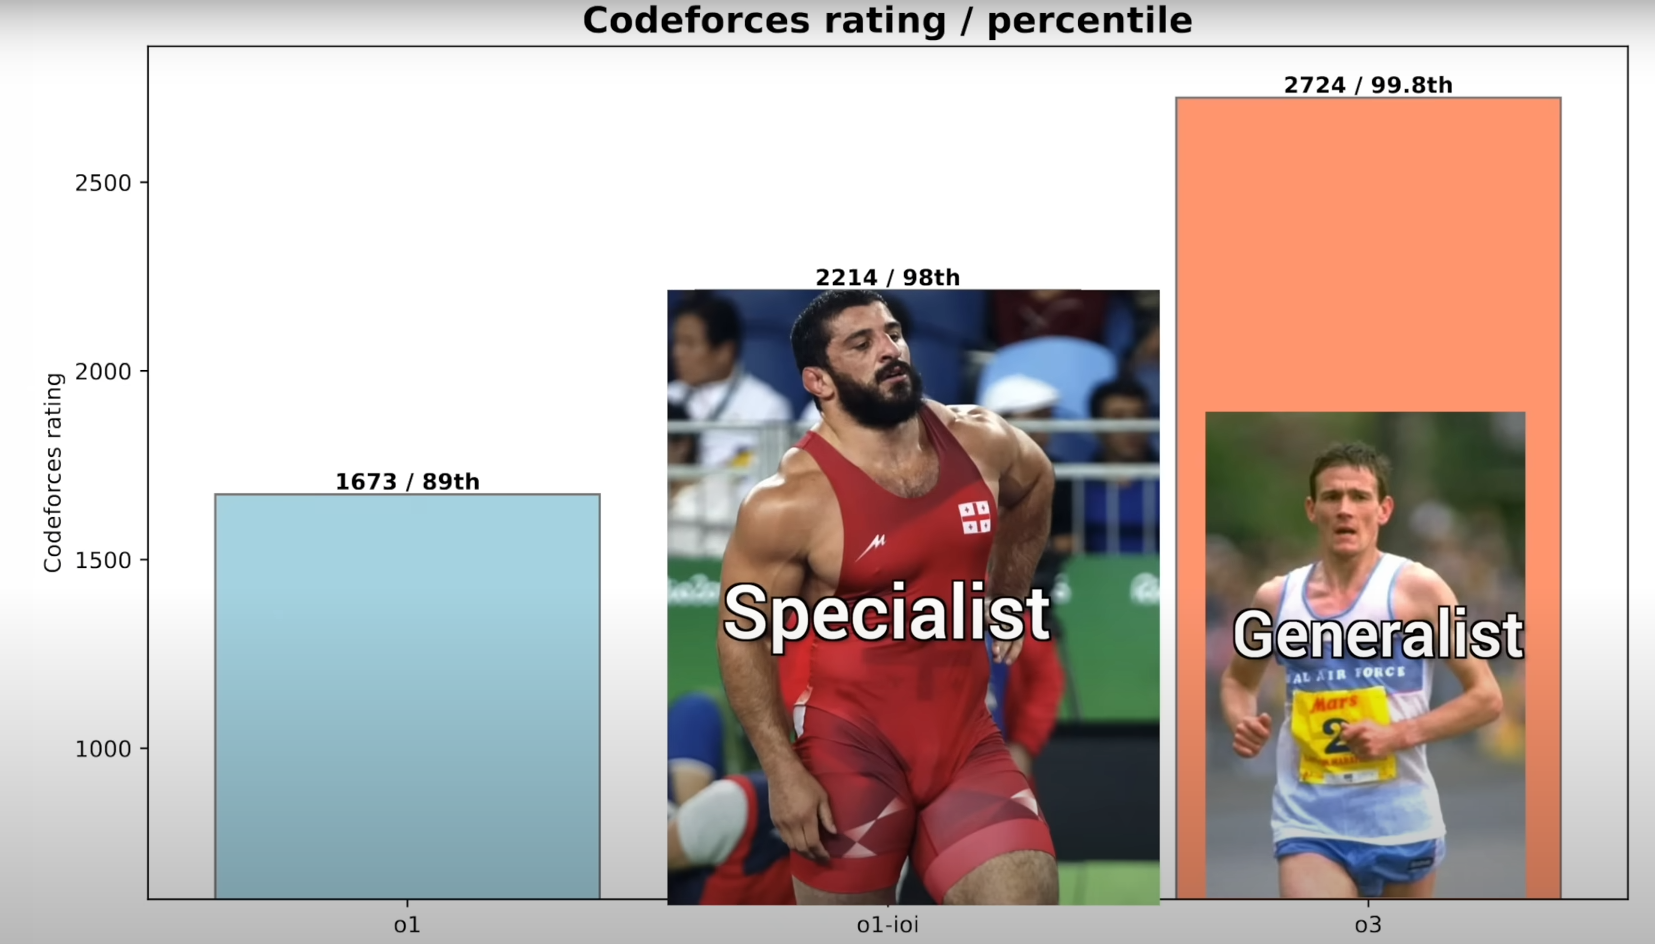 Codeforces rating / percentile
2724 / 99.8th
2500
2214 / 98th
2000
Codeforces rating
1673 / 89th
1500
Specialist
Generalist
AL AIR FORCE
Mars
2
1000
o1
o1-ioi
o3